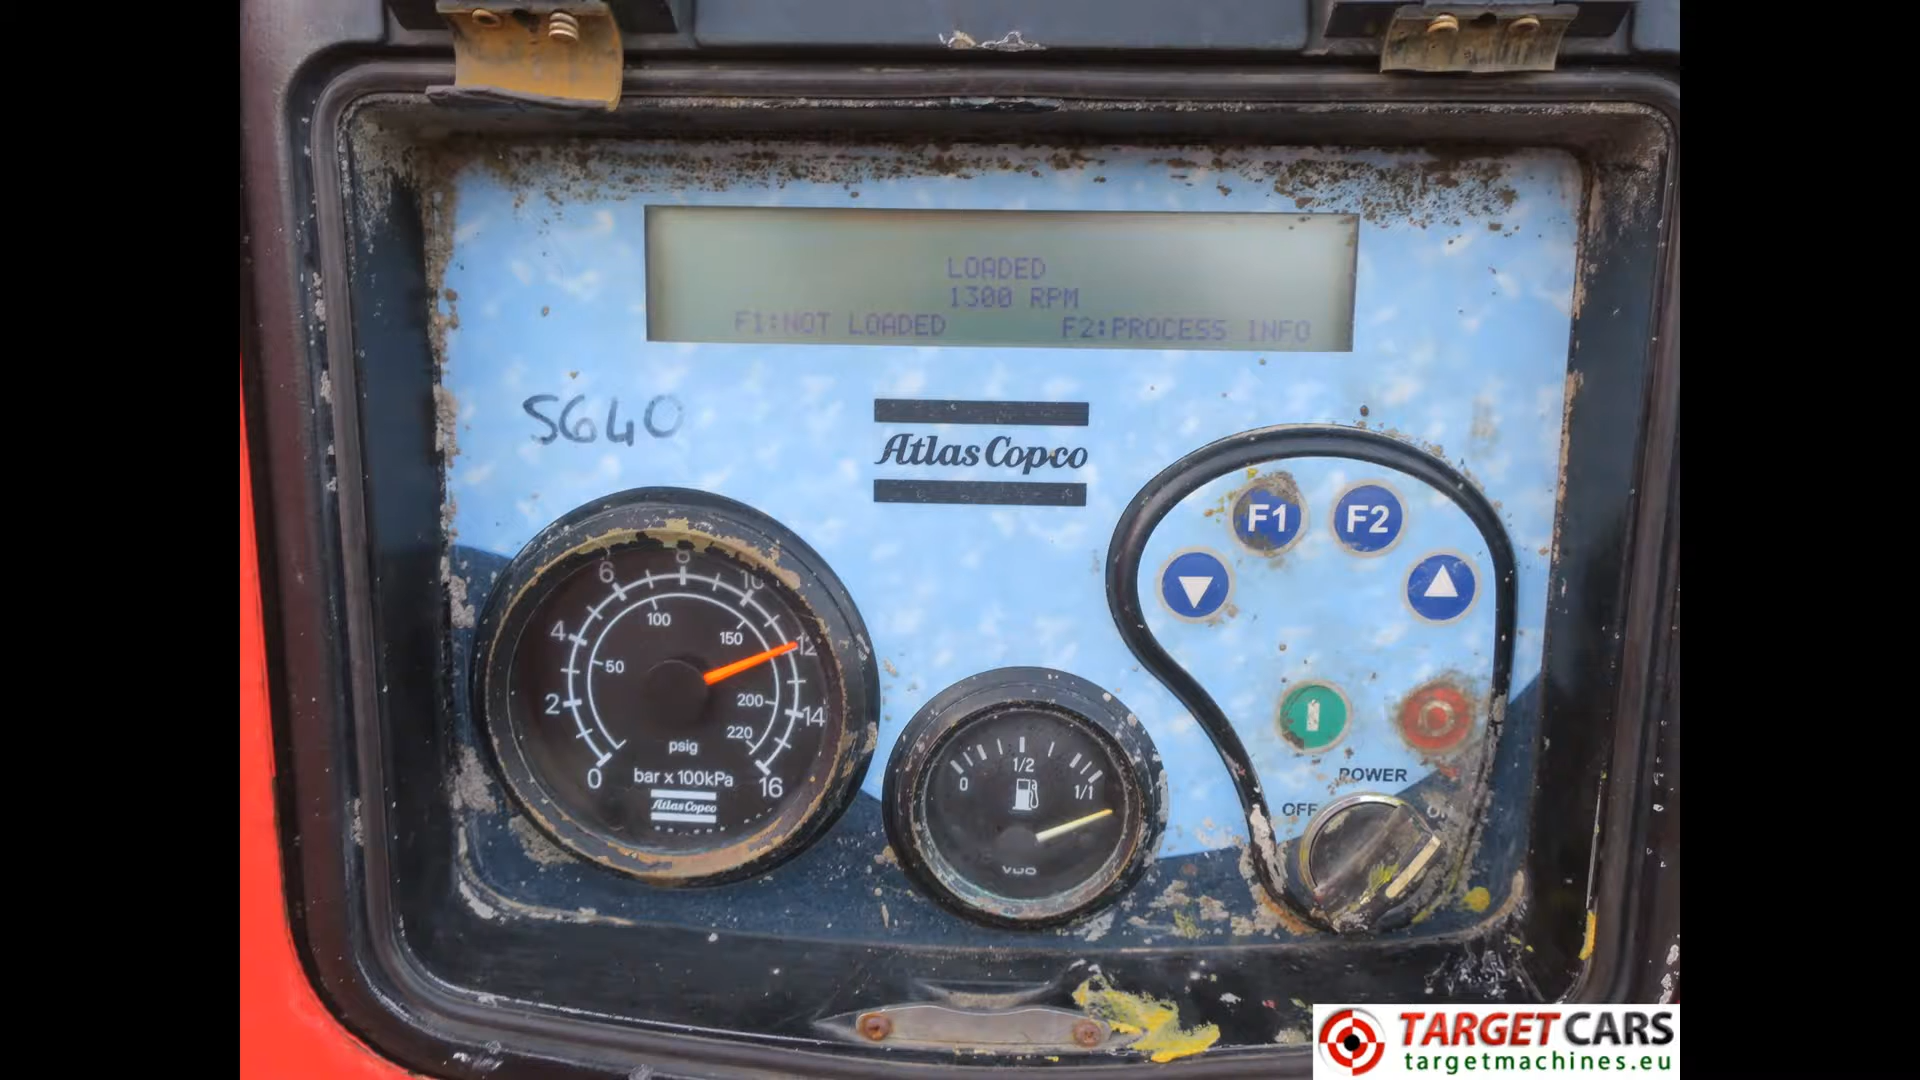 LOADED
1300 RPM
F1:NOT LOADED F2:PROCESS INFO
S640
Atlas Copco
F1 F2
0 2 4 6 8 10 12 14 16
50 100 150 200 220
psig
bar x 100kPa
Atlas Copco
0 1/2 1/1
VDO
POWER
OFF ON
TARGET CARS
targetmachines.eu